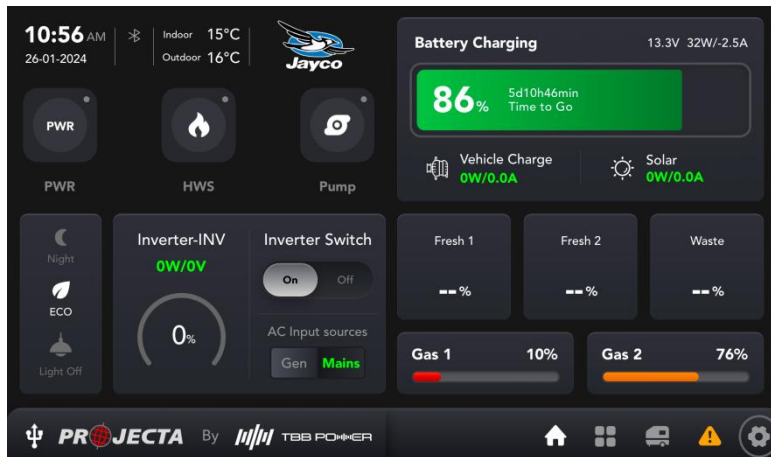 10:56 AM
26-01-2024
Indoor 15°C
Outdoor 16°C
Jayco
PWR
PWR
HWS
Pump
Battery Charging
13.3V 32W/-2.5A
86%
5d10h46min
Time to Go
Vehicle Charge
0W/0.0A
Solar
0W/0.0A
Night
ECO
Light Off
Inverter-INV
0W/0V
0%
Inverter Switch
On Off
AC Input sources
Gen Mains
Fresh 1
--%
Fresh 2
--%
Waste
--%
Gas 1 10%
Gas 2 76%
PROJECTA By TBB POWER